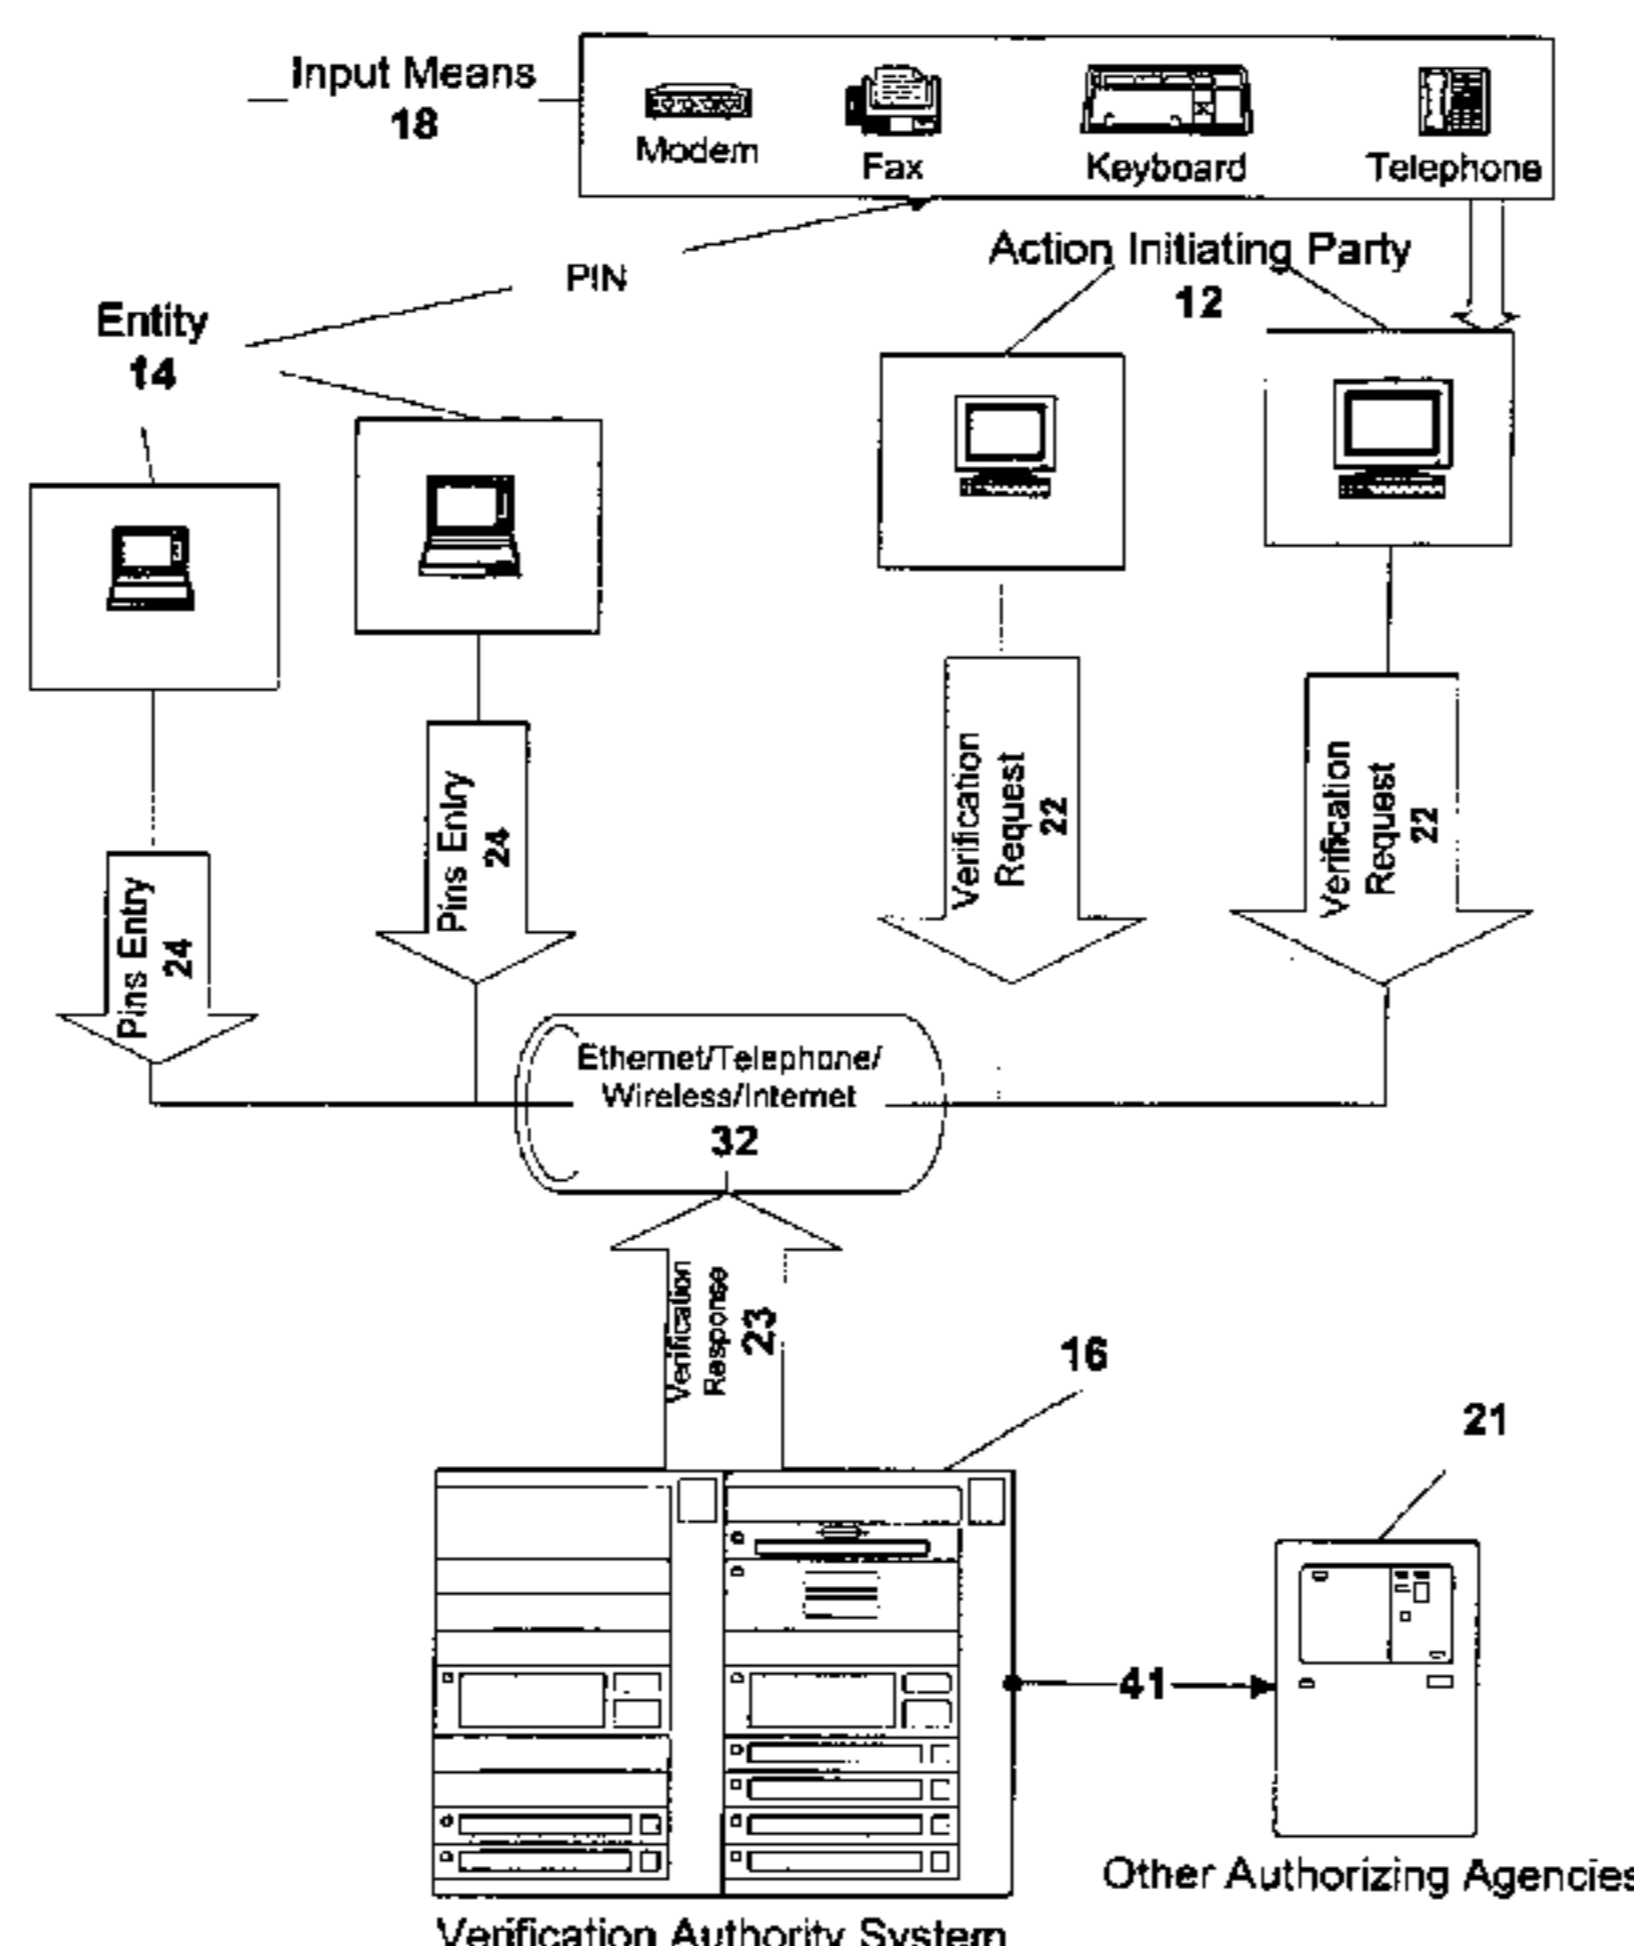 Input Means
18
Modem
Fax
Keyboard
Telephone
PIN
Action Initiating Party
12
Entity
14
Pins Entry
24
Pins Entry
24
Verification
Request
22
Verification
Request
22
Ethernet/Telephone/
Wireless/Internet
32
Verification
Response
23
16
21
41
Other Authorizing Agencies
Verification Authority System